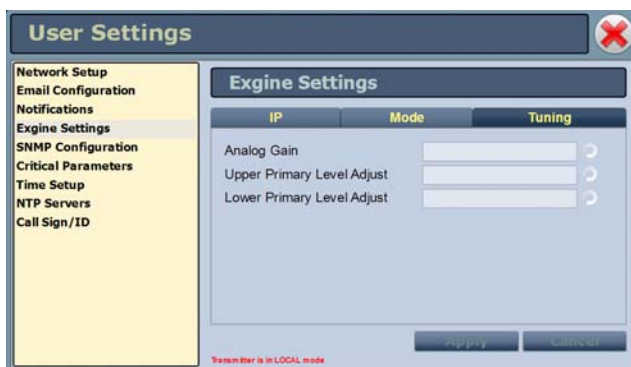 User Settings
Network Setup
Email Configuration
Notifications
Exgine Settings
SNMP Configuration
Critical Parameters
Time Setup
NTP Servers
Call Sign/ID
Exgine Settings
IP Mode Tuning
Analog Gain
Upper Primary Level Adjust
Lower Primary Level Adjust
Apply Cancel
Transmitter is in LOCAL mode